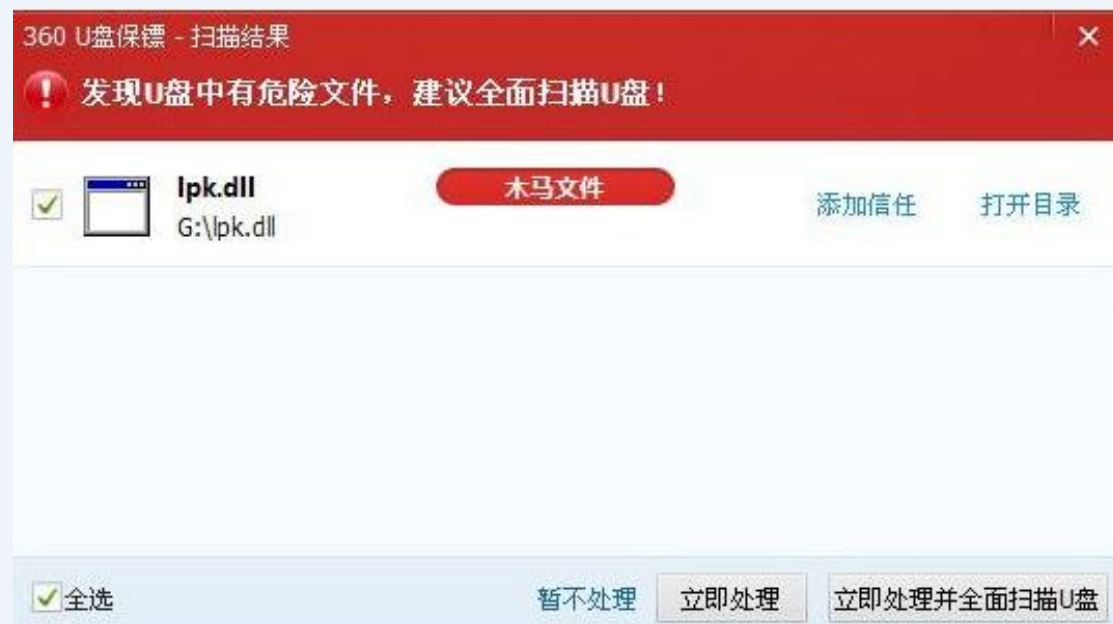 360 U盘保镖 - 扫描结果
发现U盘中有危险文件，建议全面扫描U盘！
lpk.dll
木马文件
添加信任
打开目录
G:\lpk.dll
全选
暂不处理
立即处理
立即处理并全面扫描U盘